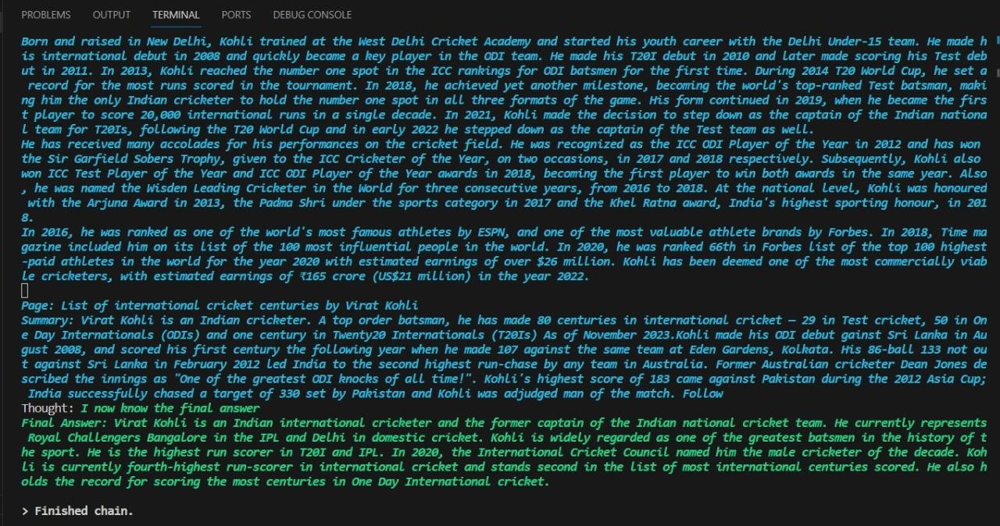 PROBLEMS OUTPUT TERMINAL PORTS DEBUG CONSOLE
Born and raised in New Delhi, Kohli trained at the West Delhi Cricket Academy and started his youth career with the Delhi Under-15 team. He made h
is international debut in 2008 and quickly became a key player in the ODI team. He made his T20I debut in 2010 and later made scoring his Test deb
ut in 2011. In 2013, Kohli reached the number one spot in the ICC rankings for ODI batsmen for the first time. During 2014 T20 World Cup, he set a
 record for the most runs scored in the tournament. In 2018, he achieved yet another milestone, becoming the world's top-ranked Test batsman, maki
ng him the only Indian cricketer to hold the number one spot in all three formats of the game. His form continued in 2019, when he became the firs
t player to score 20,000 international runs in a single decade. In 2021, Kohli made the decision to step down as the captain of the Indian nationa
l team for T20Is, following the T20 World Cup and in early 2022 he stepped down as the captain of the Test team as well.
He has received many accolades for his performances on the cricket field. He was recognized as the ICC ODI Player of the Year in 2012 and has won
the Sir Garfield Sobers Trophy, given to the ICC Cricketer of the Year, on two occasions, in 2017 and 2018 respectively. Subsequently, Kohli also
won ICC Test Player of the Year and ICC ODI Player of the Year awards in 2018, becoming the first player to win both awards in the same year. Also
, he was named the Wisden Leading Cricketer in the World for three consecutive years, from 2016 to 2018. At the national level, Kohli was honoured
 with the Arjuna Award in 2013, the Padma Shri under the sports category in 2017 and the Khel Ratna award, India's highest sporting honour, in 201
8.
In 2016, he was ranked as one of the world's most famous athletes by ESPN, and one of the most valuable athlete brands by Forbes. In 2018, Time ma
gazine included him on its list of the 100 most influential people in the world. In 2020, he was ranked 66th in Forbes list of the top 100 highest
-paid athletes in the world for the year 2020 with estimated earnings of over $26 million. Kohli has been deemed one of the most commercially viab
le cricketers, with estimated earnings of ₹165 crore (US$21 million) in the year 2022.
Page: List of international cricket centuries by Virat Kohli
Summary: Virat Kohli is an Indian cricketer. A top order batsman, he has made 80 centuries in international cricket — 29 in Test cricket, 50 in On
e Day Internationals (ODIs) and one century in Twenty20 Internationals (T20Is) As of November 2023.Kohli made his ODI debut gainst Sri Lanka in Au
gust 2008, and scored his first century the following year when he made 107 against the same team at Eden Gardens, Kolkata. His 86-ball 133 not ou
t against Sri Lanka in February 2012 led India to the second highest run-chase by any team in Australia. Former Australian cricketer Dean Jones de
scribed the innings as "One of the greatest ODI knocks of all time!". Kohli's highest score of 183 came against Pakistan during the 2012 Asia Cup;
 India successfully chased a target of 330 set by Pakistan and Kohli was adjudged man of the match. Follow
Thought: I now know the final answer
Final Answer: Virat Kohli is an Indian international cricketer and the former captain of the Indian national cricket team. He currently represents
 Royal Challengers Bangalore in the IPL and Delhi in domestic cricket. Kohli is widely regarded as one of the greatest batsmen in the history of t
he sport. He is the highest run scorer in T20I and IPL. In 2020, the International Cricket Council named him the male cricketer of the decade. Koh
li is currently fourth-highest run-scorer in international cricket and stands second in the list of most international centuries scored. He also h
olds the record for scoring the most centuries in One Day International cricket.
> Finished chain.